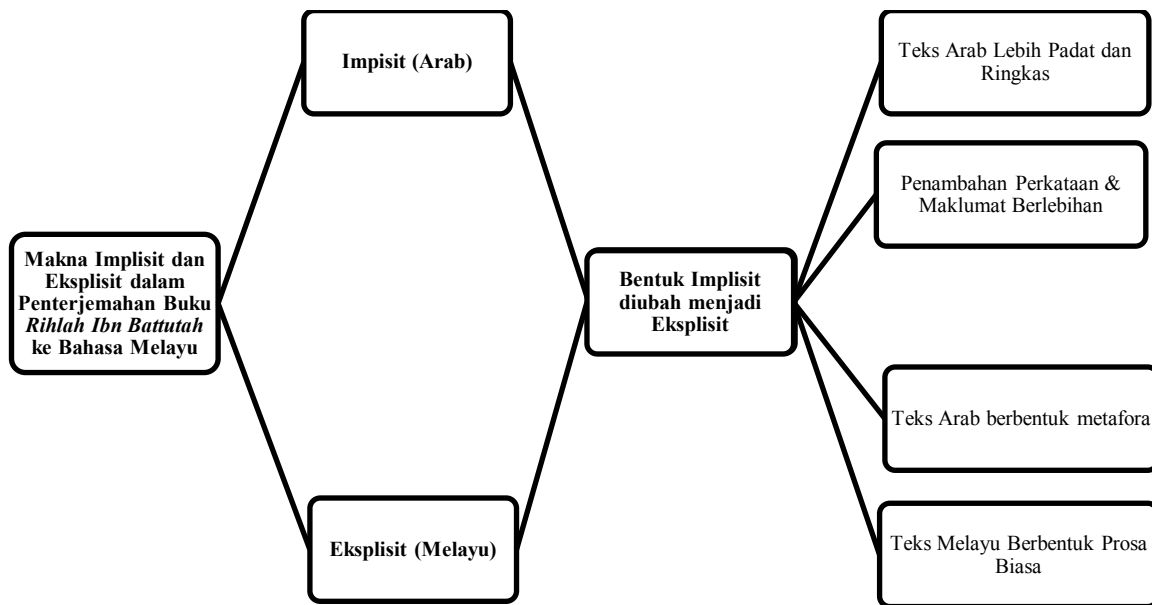 Impisit (Arab)
Teks Arab Lebih Padat dan
Ringkas
Penambahan Perkataan &
Maklumat Berlebihan
Makna Implisit dan
Eksplisit dalam
Penterjemahan Buku
Rihlah Ibn Battutah
ke Bahasa Melayu
Bentuk Implisit
diubah menjadi
Eksplisit
Teks Arab berbentuk metafora
Eksplisit (Melayu)
Teks Melayu Berbentuk Prosa
Biasa